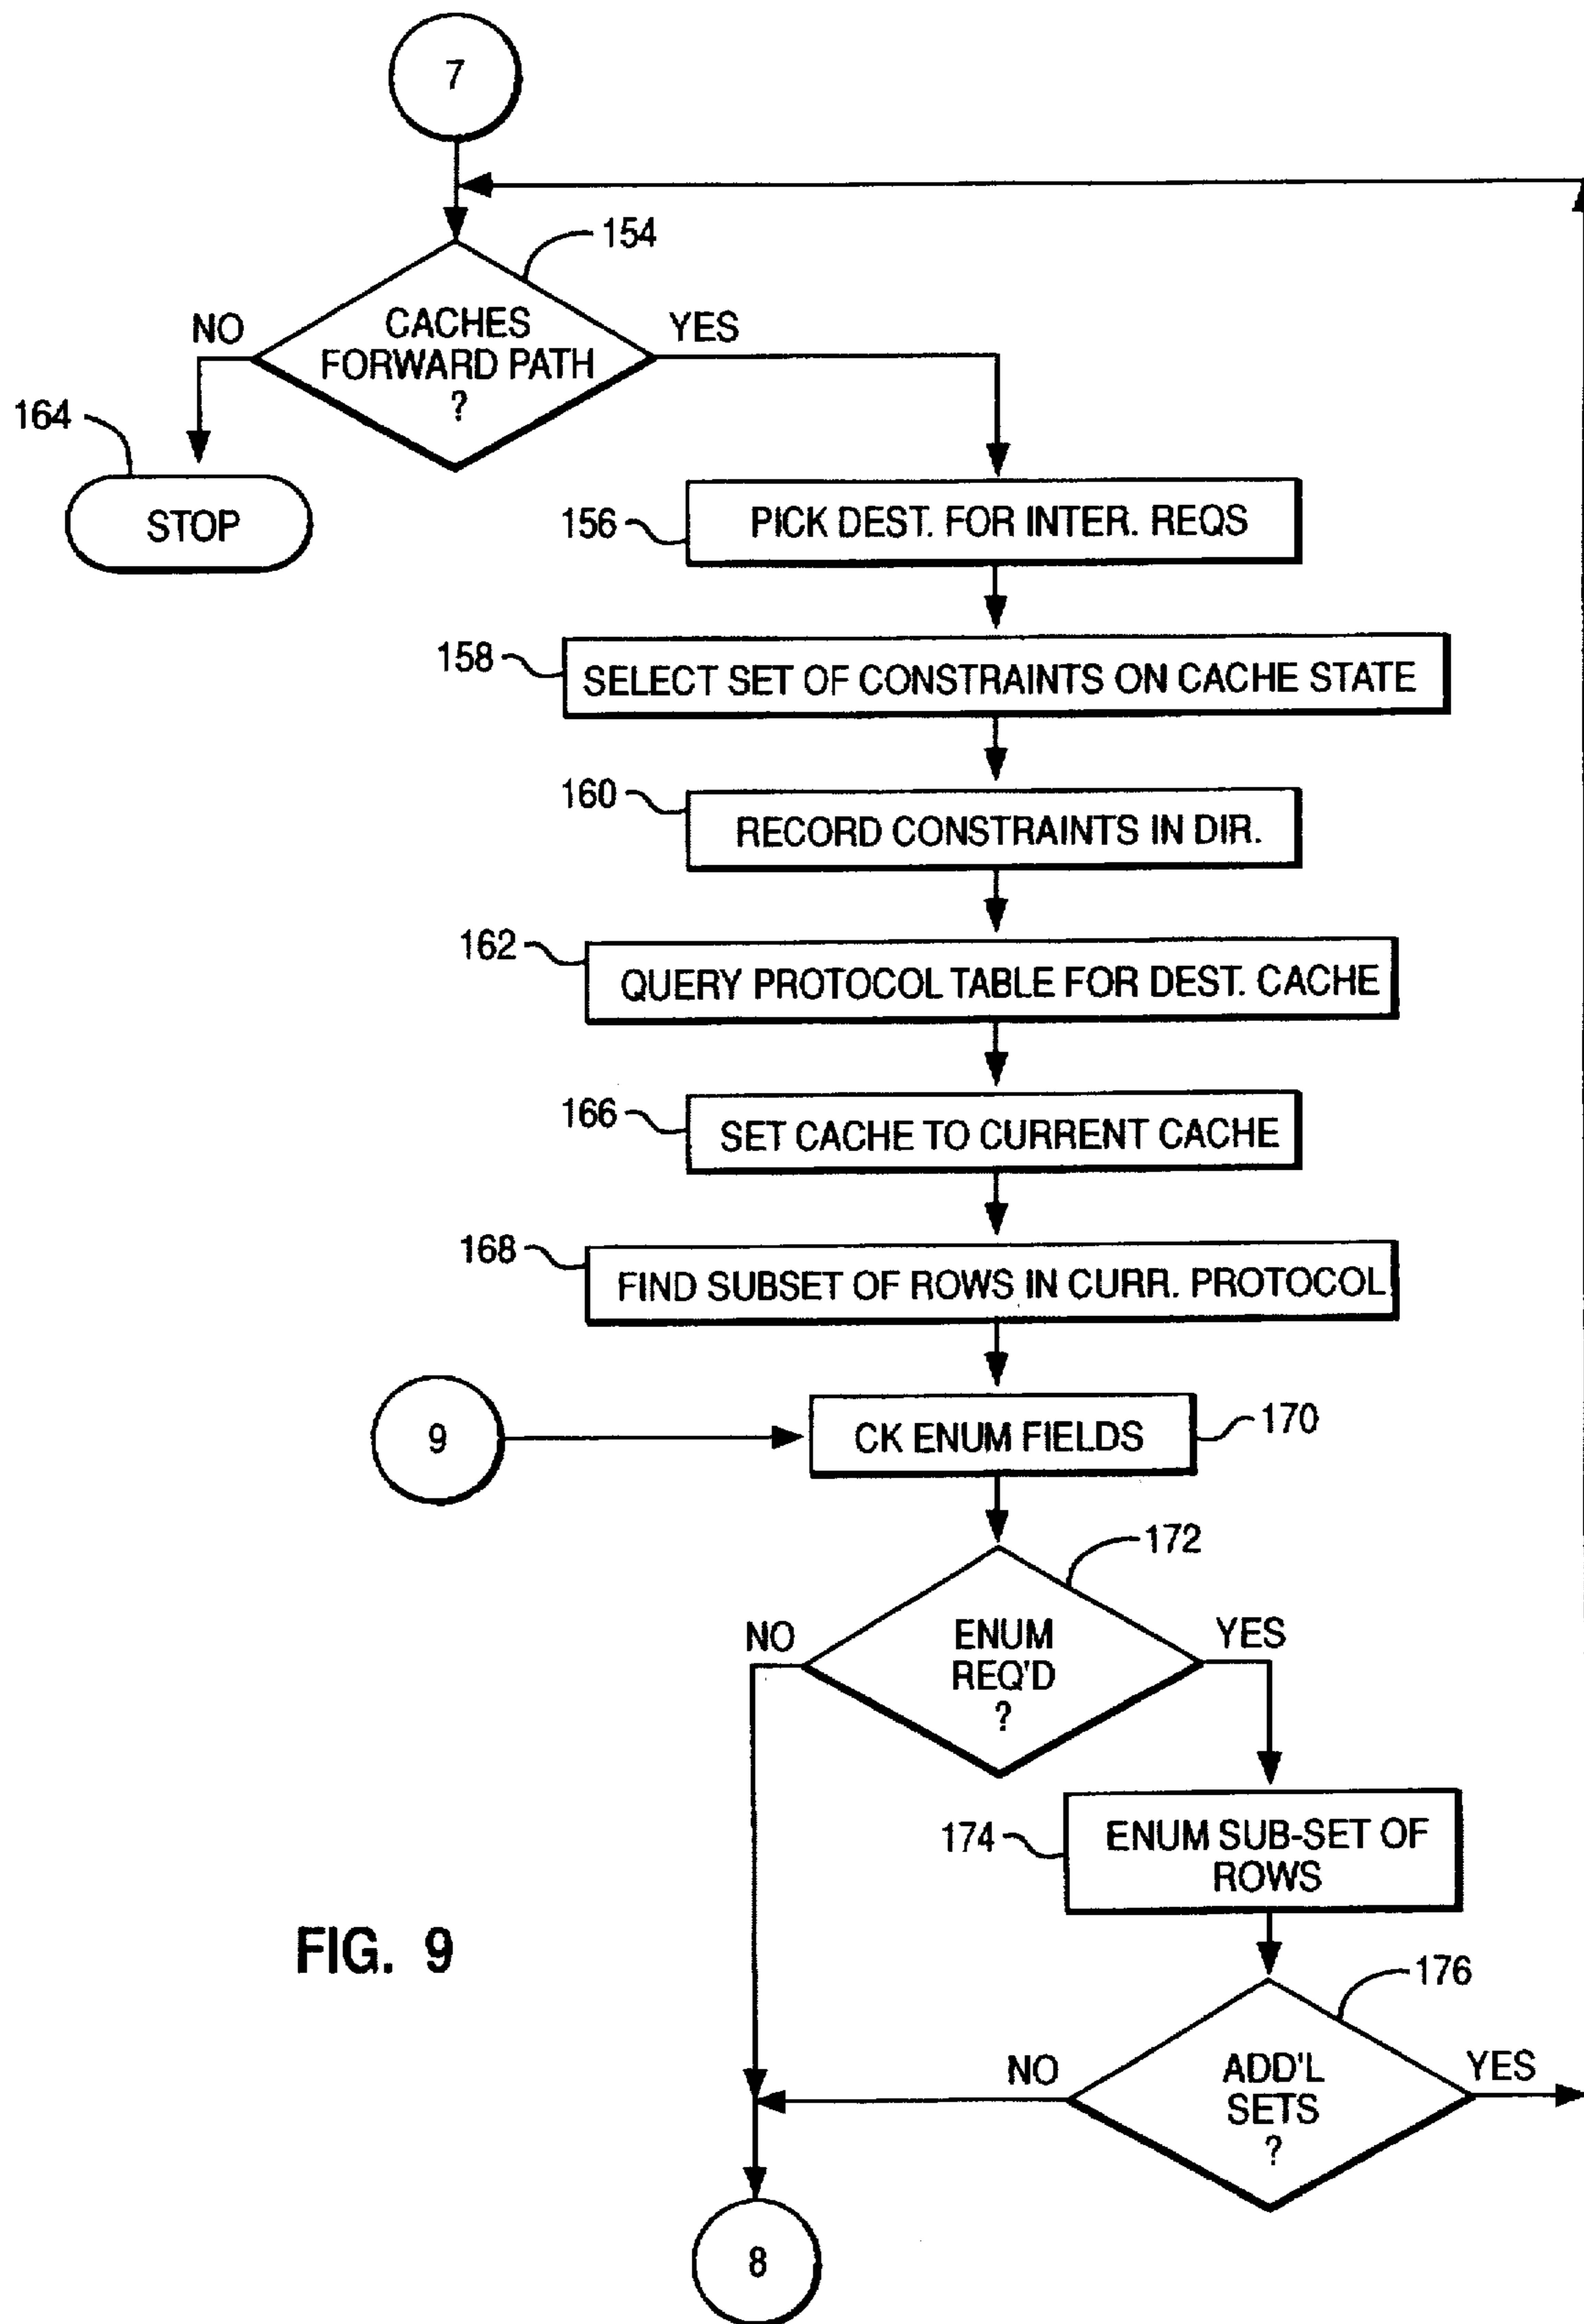 7
154
NO
CACHES
FORWARD PATH
?
YES
164
STOP
156
PICK DEST. FOR INTER. REQS
158
SELECT SET OF CONSTRAINTS ON CACHE STATE
160
RECORD CONSTRAINTS IN DIR.
162
QUERY PROTOCOL TABLE FOR DEST. CACHE
166
SET CACHE TO CURRENT CACHE
168
FIND SUBSET OF ROWS IN CURR. PROTOCOL
9
CK ENUM FIELDS
170
172
NO
ENUM
REQ'D
?
YES
174
ENUM SUB-SET OF
ROWS
FIG. 9
176
NO
ADD'L
SETS
?
YES
8